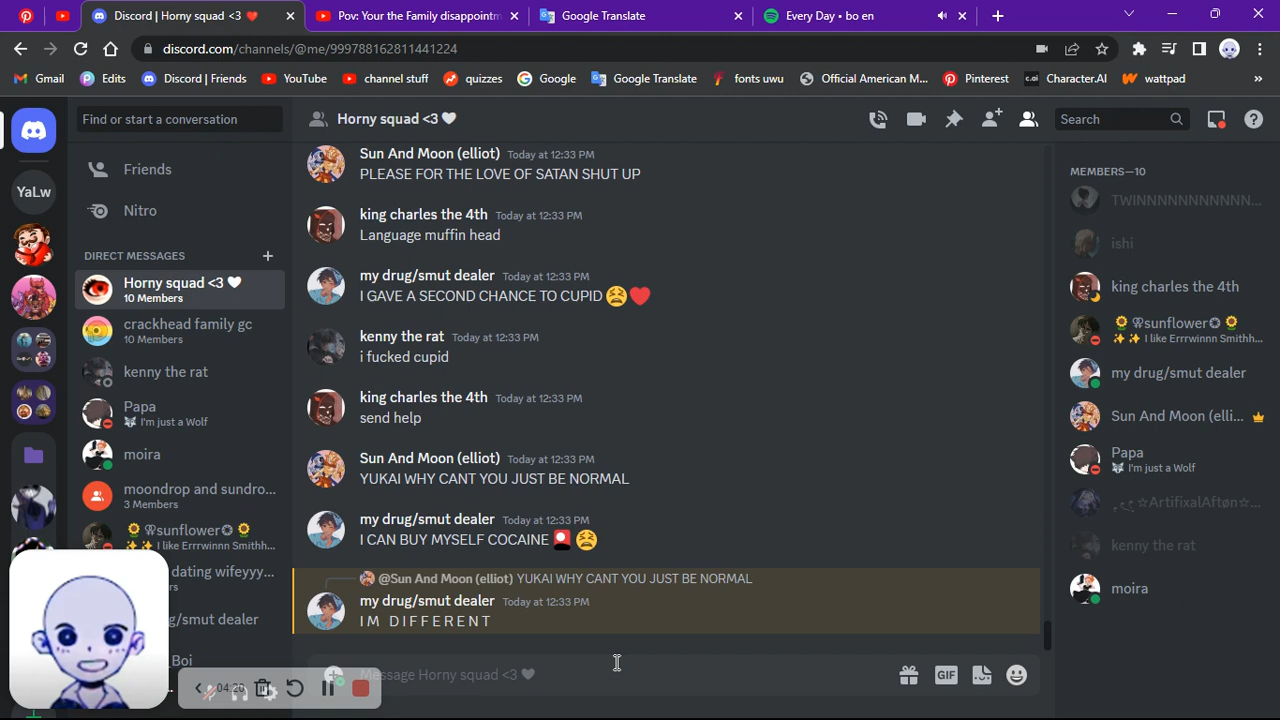 Discord | Horny squad <3 🖤
Pov: Your the Family disappointm
Google Translate
Every Day • bo en
discord.com/channels/@me/999788162811441224
Gmail
Edits
Discord | Friends
YouTube
channel stuff
quizzes
Google
Google Translate
fonts uwu
Official American M...
Pinterest
c.ai
Character.AI
wattpad
Find or start a conversation
Horny squad <3 🖤
Search
YaLw
Friends
Nitro
DIRECT MESSAGES
Horny squad <3 🖤
10 Members
crackhead family gc
10 Members
kenny the rat
Papa
🐺 I'm just a Wolf
moira
moondrop and sundro...
3 Members
🌻 𐂂sunflower❂ 🌻
✨✨ I like Errrwinnn Smithh...
dating wifeyyy...
g/smut dealer
_Boi
04:20
Sun And Moon (elliot) Today at 12:33 PM
PLEASE FOR THE LOVE OF SATAN SHUT UP
king charles the 4th Today at 12:33 PM
Language muffin head
my drug/smut dealer Today at 12:33 PM
I GAVE A SECOND CHANCE TO CUPID 😫❤️
kenny the rat Today at 12:33 PM
i fucked cupid
king charles the 4th Today at 12:33 PM
send help
Sun And Moon (elliot) Today at 12:33 PM
YUKAI WHY CANT YOU JUST BE NORMAL
my drug/smut dealer Today at 12:33 PM
I CAN BUY MYSELF COCAINE 🎴 😫
@Sun And Moon (elliot) YUKAI WHY CANT YOU JUST BE NORMAL
my drug/smut dealer Today at 12:33 PM
I M D I F F E R E N T
Message Horny squad <3 🖤
GIF
MEMBERS—10
TWINNNNNNNNNNN...
ishi
king charles the 4th
🌻 sunflower❂ 🌻
✨✨ I like Errrwinnn Smithh...
my drug/smut dealer
Sun And Moon (elli...
Papa
🐺 I'm just a Wolf
☆ArtifixalAftøn☆...
kenny the rat
moira